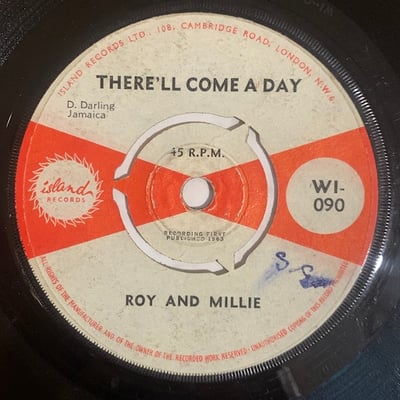 ISLAND RECORDS LTD., 108, CAMBRIDGE ROAD, LONDON, N.W.6
THERE'LL COME A DAY
D. Darling
Jamaica
45 R.P.M.
island
RECORDS
WI-
090
RECORDING FIRST
PUBLISHED 1963
S-S
ROY AND MILLIE
ALL RIGHTS OF THE MANUFACTURER AND OF THE OWNER OF THE RECORDED WORK RESERVED · UNAUTHORISED COPYING OF THIS RECORD